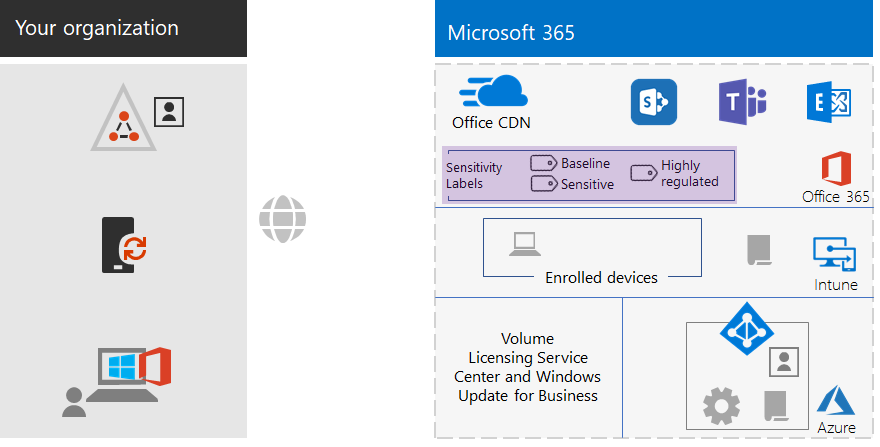 Your organization
Microsoft 365
Office CDN
S
T
E
Sensitivity
Labels
Baseline
Sensitive
Highly
regulated
Office 365
Enrolled devices
Intune
Volume
Licensing Service
Center and Windows
Update for Business
Azure